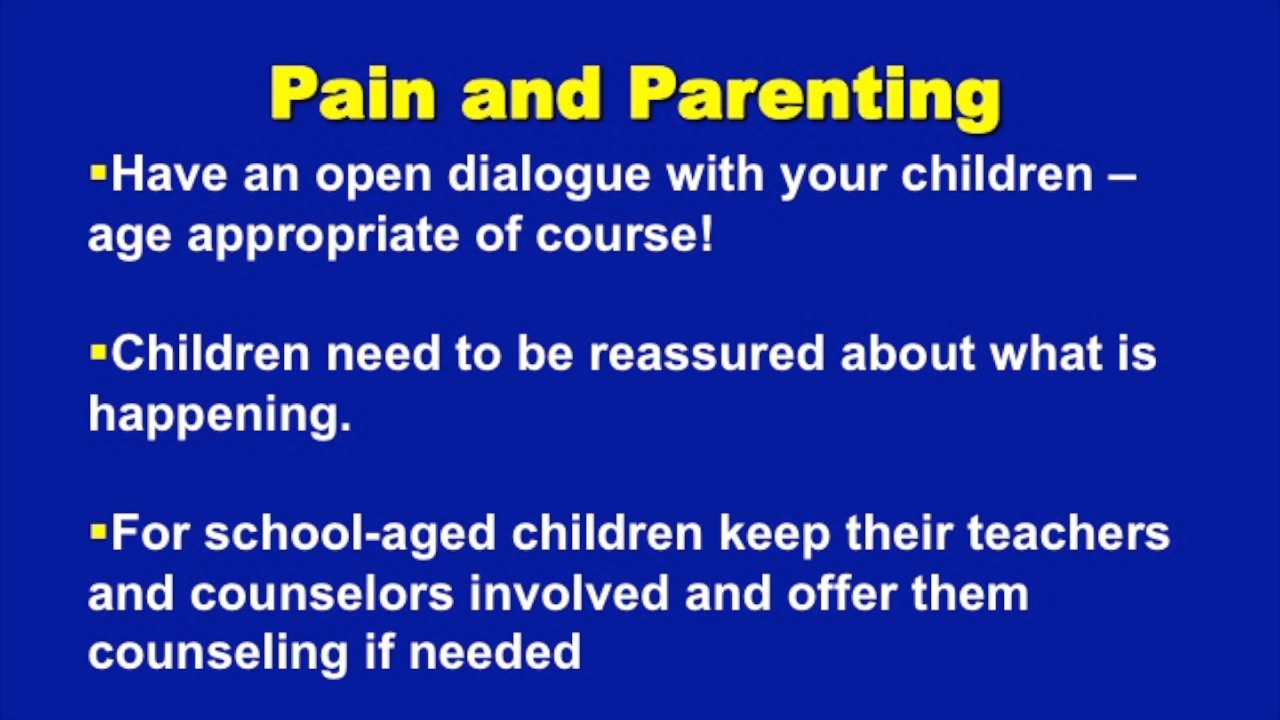 Pain and Parenting
▪Have an open dialogue with your children –
age appropriate of course!
▪Children need to be reassured about what is
happening.
▪For school-aged children keep their teachers
and counselors involved and offer them
counseling if needed